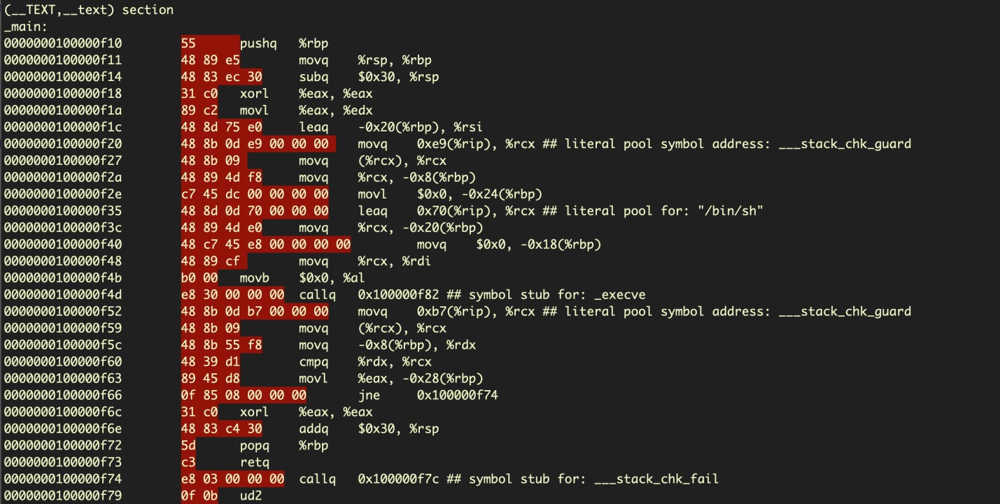 (__TEXT,__text) section
_main:
0000000100000f10 55 pushq %rbp
0000000100000f11 48 89 e5 movq %rsp, %rbp
0000000100000f14 48 83 ec 30 subq $0x30, %rsp
0000000100000f18 31 c0 xorl %eax, %eax
0000000100000f1a 89 c2 movl %eax, %edx
0000000100000f1c 48 8d 75 e0 leaq -0x20(%rbp), %rsi
0000000100000f20 48 8b 0d e9 00 00 00 movq 0xe9(%rip), %rcx ## literal pool symbol address: ___stack_chk_guard
0000000100000f27 48 8b 09 movq (%rcx), %rcx
0000000100000f2a 48 89 4d f8 movq %rcx, -0x8(%rbp)
0000000100000f2e c7 45 dc 00 00 00 00 movl $0x0, -0x24(%rbp)
0000000100000f35 48 8d 0d 70 00 00 00 leaq 0x70(%rip), %rcx ## literal pool for: "/bin/sh"
0000000100000f3c 48 89 4d e0 movq %rcx, -0x20(%rbp)
0000000100000f40 48 c7 45 e8 00 00 00 00 movq $0x0, -0x18(%rbp)
0000000100000f48 48 89 cf movq %rcx, %rdi
0000000100000f4b b0 00 movb $0x0, %al
0000000100000f4d e8 30 00 00 00 callq 0x100000f82 ## symbol stub for: _execve
0000000100000f52 48 8b 0d b7 00 00 00 movq 0xb7(%rip), %rcx ## literal pool symbol address: ___stack_chk_guard
0000000100000f59 48 8b 09 movq (%rcx), %rcx
0000000100000f5c 48 8b 55 f8 movq -0x8(%rbp), %rdx
0000000100000f60 48 39 d1 cmpq %rdx, %rcx
0000000100000f63 89 45 d8 movl %eax, -0x28(%rbp)
0000000100000f66 0f 85 08 00 00 00 jne 0x100000f74
0000000100000f6c 31 c0 xorl %eax, %eax
0000000100000f6e 48 83 c4 30 addq $0x30, %rsp
0000000100000f72 5d popq %rbp
0000000100000f73 c3 retq
0000000100000f74 e8 03 00 00 00 callq 0x100000f7c ## symbol stub for: ___stack_chk_fail
0000000100000f79 0f 0b ud2